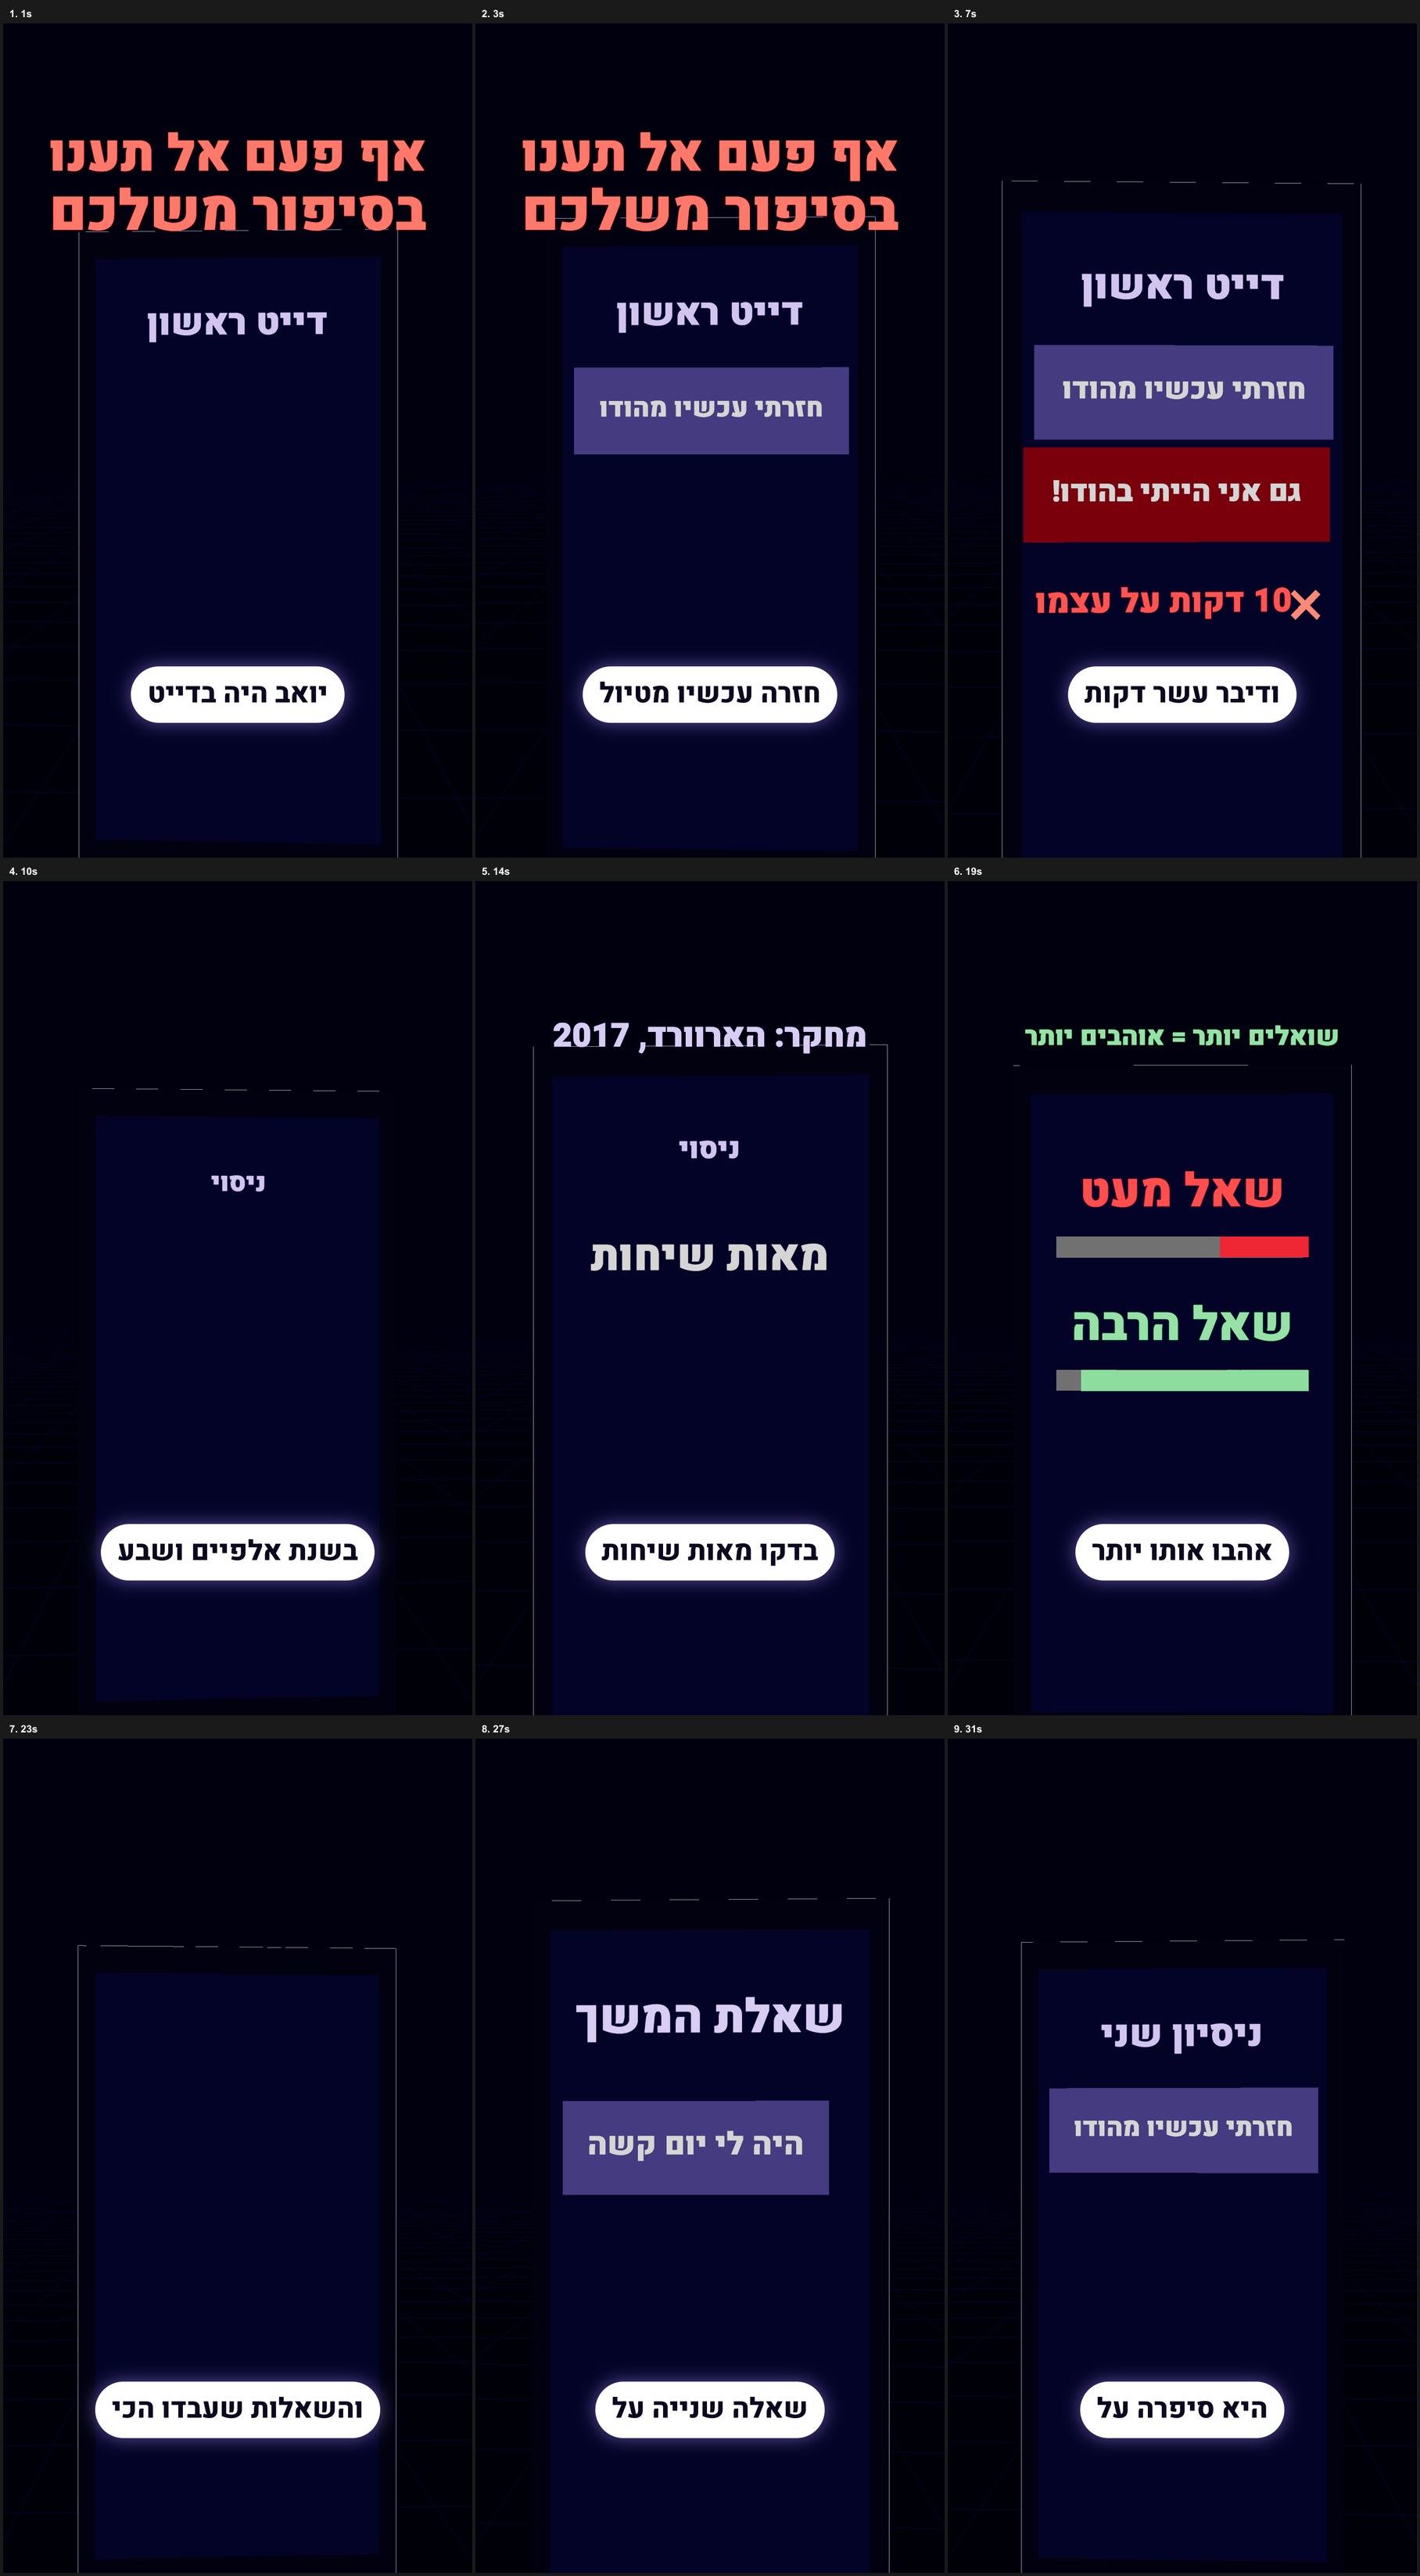 1. 1s
אף פעם אל תענו
בסיפור משלכם
דייט ראשון
יואב היה בדייט
2. 3s
אף פעם אל תענו
בסיפור משלכם
דייט ראשון
חזרתי עכשיו מהודו
חזרה עכשיו מטיול
3. 7s
דייט ראשון
חזרתי עכשיו מהודו
גם אני הייתי בהודו!
❌10 דקות על עצמו
ודיבר עשר דקות
4. 10s
ניסוי
בשנת אלפיים ושבע
5. 14s
מחקר: הארוורד, 2017
ניסוי
מאות שיחות
בדקו מאות שיחות
6. 19s
שואלים יותר = אוהבים יותר
שאל מעט
שאל הרבה
אהבו אותו יותר
7. 23s
והשאלות שעבדו הכי
8. 27s
שאלת המשך
היה לי יום קשה
שאלה שנייה על
9. 31s
ניסיון שני
חזרתי עכשיו מהודו
היא סיפרה על